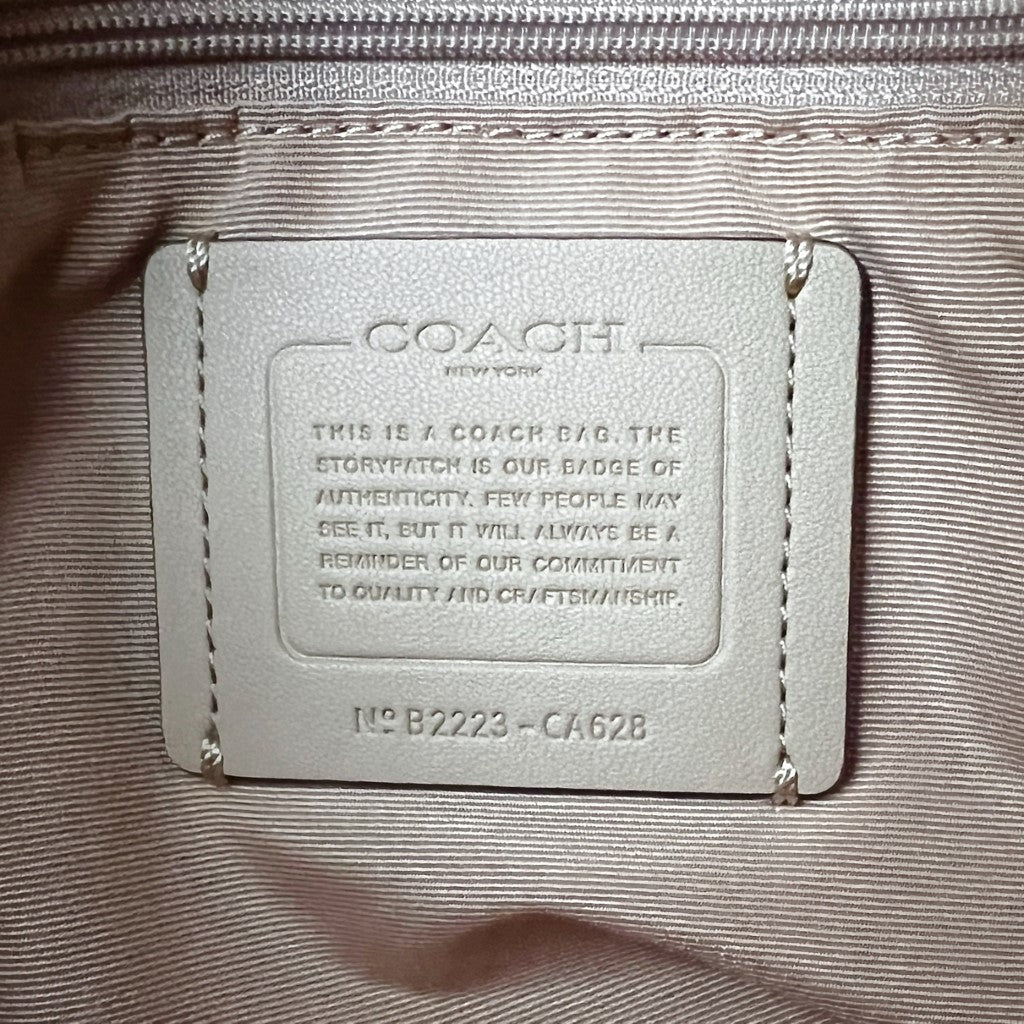 COACH
NEW YORK
THIS IS A COACH BAG. THE
STORYPATCH IS OUR BADGE OF
AUTHENTICITY. FEW PEOPLE MAY
SEE IT, BUT IT WILL ALWAYS BE A
REMINDER OF OUR COMMITMENT
TO QUALITY AND CRAFTSMANSHIP.
Nº B2223-CA628